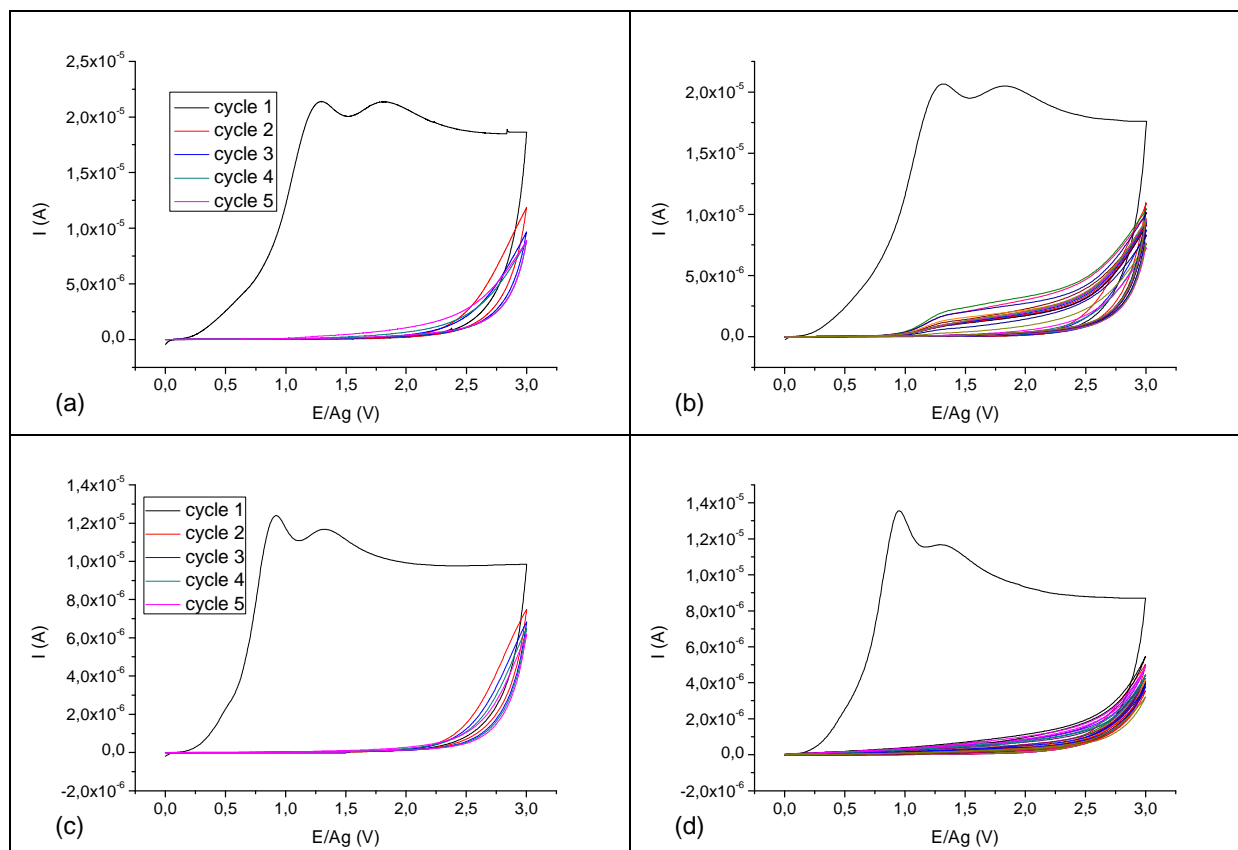 2,5x10-5
2,0x10-5
1,5x10-5
1,0x10-5
5,0x10-6
0,0
I (A)
cycle 1
cycle 2
cycle 3
cycle 4
cycle 5
0,0 0,5 1,0 1,5 2,0 2,5 3,0
E/Ag (V)
(a)
2,0x10-5
1,5x10-5
1,0x10-5
5,0x10-6
0,0
I (A)
0,0 0,5 1,0 1,5 2,0 2,5 3,0
E/Ag (V)
(b)
1,4x10-5
1,2x10-5
1,0x10-5
8,0x10-6
6,0x10-6
4,0x10-6
2,0x10-6
0,0
-2,0x10-6
I (A)
cycle 1
cycle 2
cycle 3
cycle 4
cycle 5
0,0 0,5 1,0 1,5 2,0 2,5 3,0
E/Ag (V)
(c)
1,4x10-5
1,2x10-5
1,0x10-5
8,0x10-6
6,0x10-6
4,0x10-6
2,0x10-6
0,0
-2,0x10-6
I (A)
0,0 0,5 1,0 1,5 2,0 2,5 3,0
E/Ag (V)
(d)